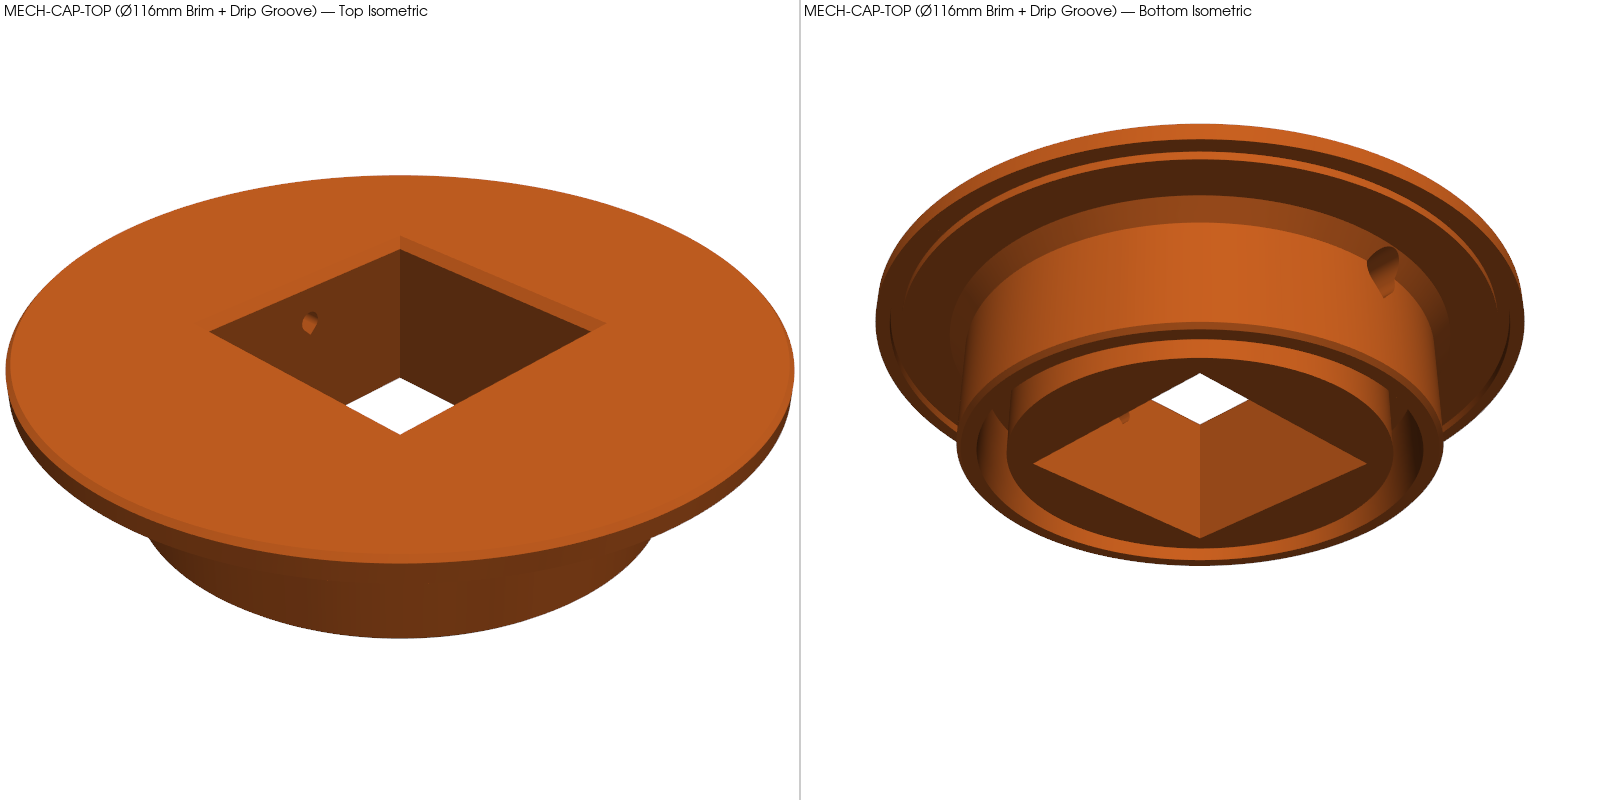 MECH-CAP-TOP (Ø116mm Brim + Drip Groove) — Top Isometric
MECH-CAP-TOP (Ø116mm Brim + Drip Groove) — Bottom Isometric